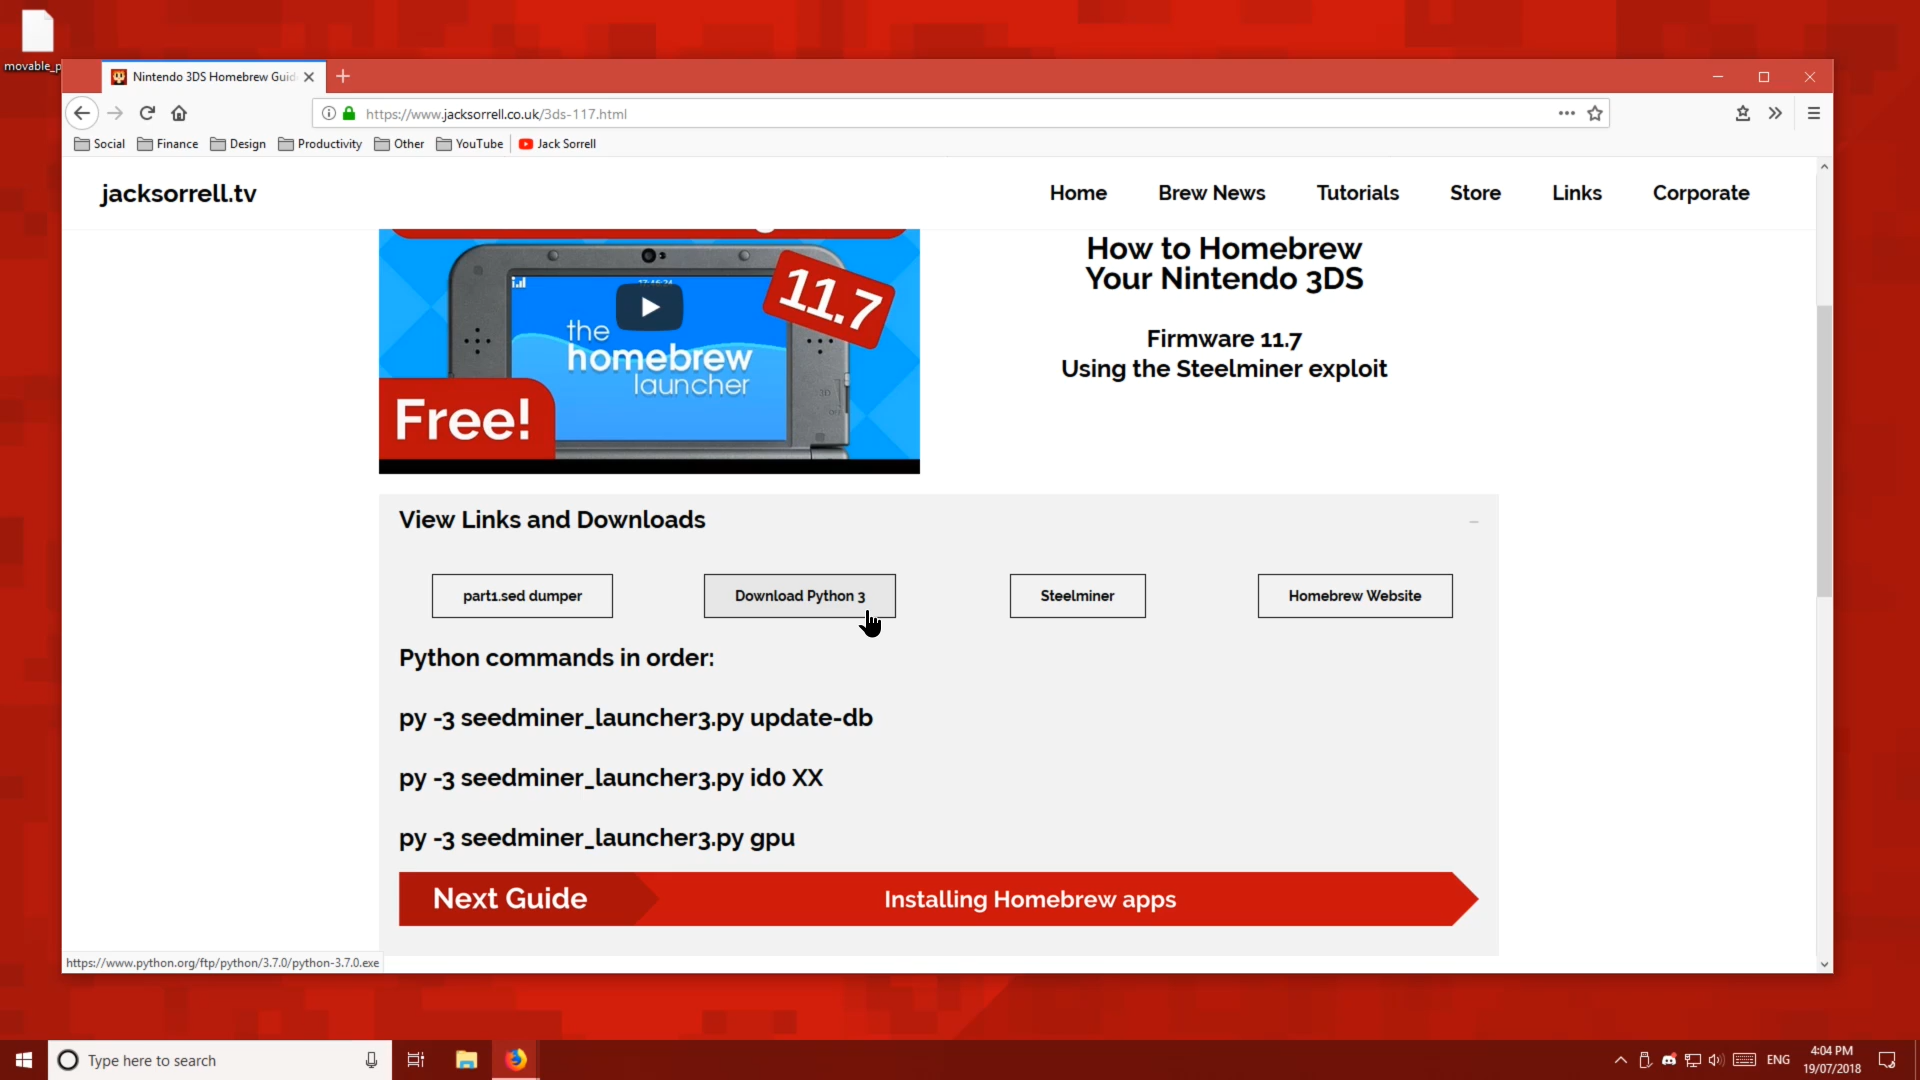 movable_p
Nintendo 3DS Homebrew Guid
https://www.jacksorrell.co.uk/3ds-117.html
Social
Finance
Design
Productivity
Other
YouTube
Jack Sorrell
jacksorrell.tv
Home
Brew News
Tutorials
Store
Links
Corporate
11.7
the
homebrew
launcher
Free!
How to Homebrew
Your Nintendo 3DS
Firmware 11.7
Using the Steelminer exploit
View Links and Downloads
part1.sed dumper
Download Python 3
Steelminer
Homebrew Website
Python commands in order:
py -3 seedminer_launcher3.py update-db
py -3 seedminer_launcher3.py id0 XX
py -3 seedminer_launcher3.py gpu
Next Guide
Installing Homebrew apps
https://www.python.org/ftp/python/3.7.0/python-3.7.0.exe
Type here to search
ENG
4:04 PM
19/07/2018